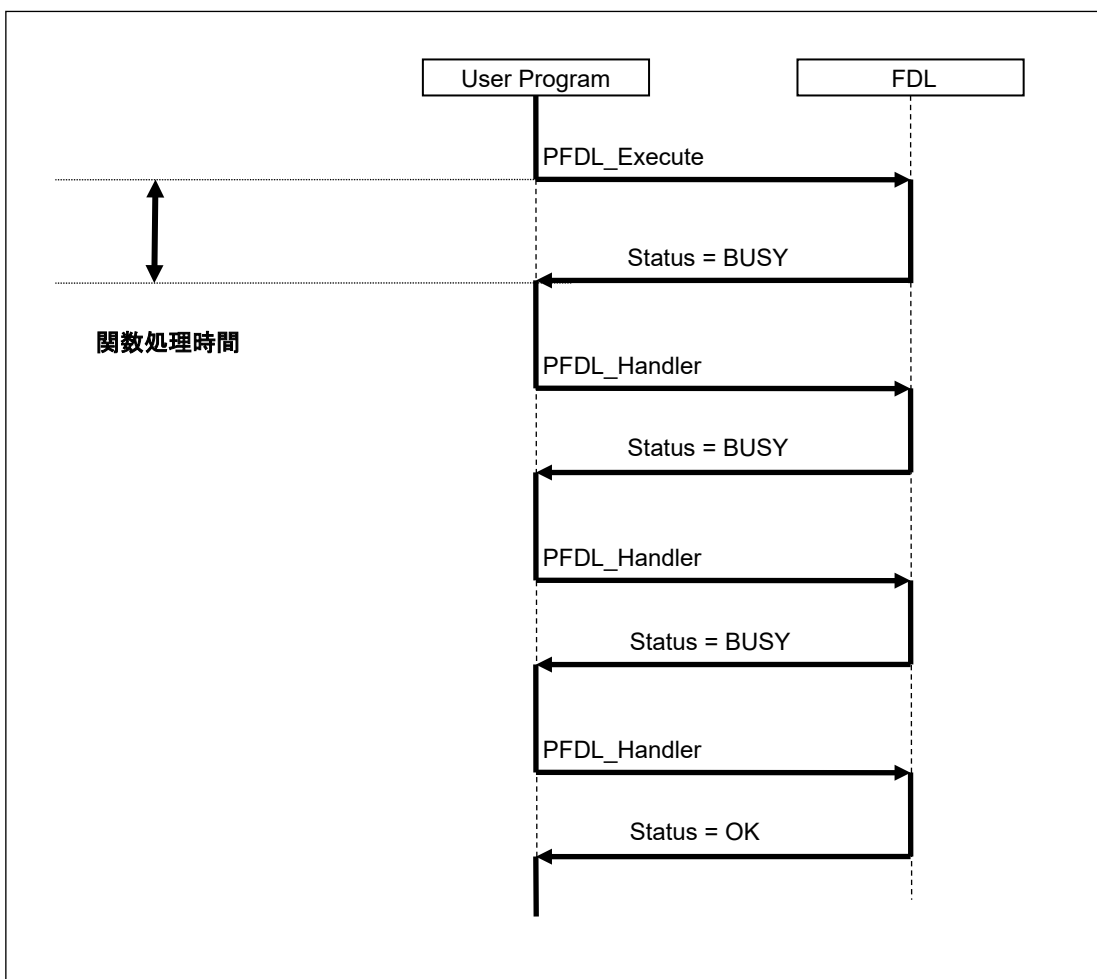 User Program
FDL
PFDL_Execute
Status = BUSY
関数処理時間
PFDL_Handler
Status = BUSY
PFDL_Handler
Status = BUSY
PFDL_Handler
Status = OK